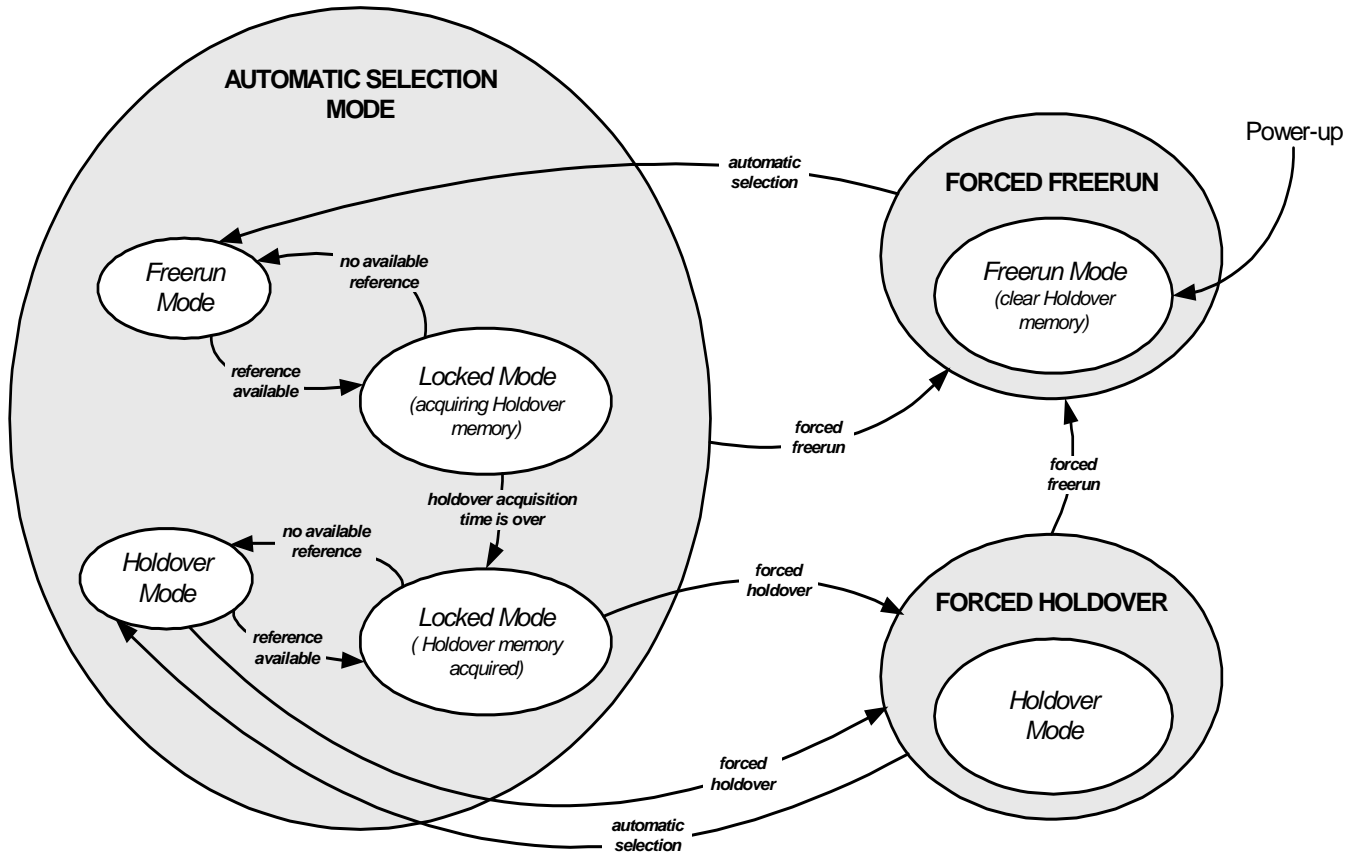 AUTOMATIC SELECTION
MODE
Power-up
automatic
selection
FORCED FREERUN
Freerun
Mode
no available
reference
Freerun Mode
(clear Holdover
memory)
reference
available
Locked Mode
(acquiring Holdover
memory)
forced
freerun
forced
freerun
holdover acquisition
time is over
no available
reference
Holdover
Mode
forced
holdover
FORCED HOLDOVER
Locked Mode
( Holdover memory
acquired)
reference
available
Holdover
Mode
forced
holdover
automatic
selection